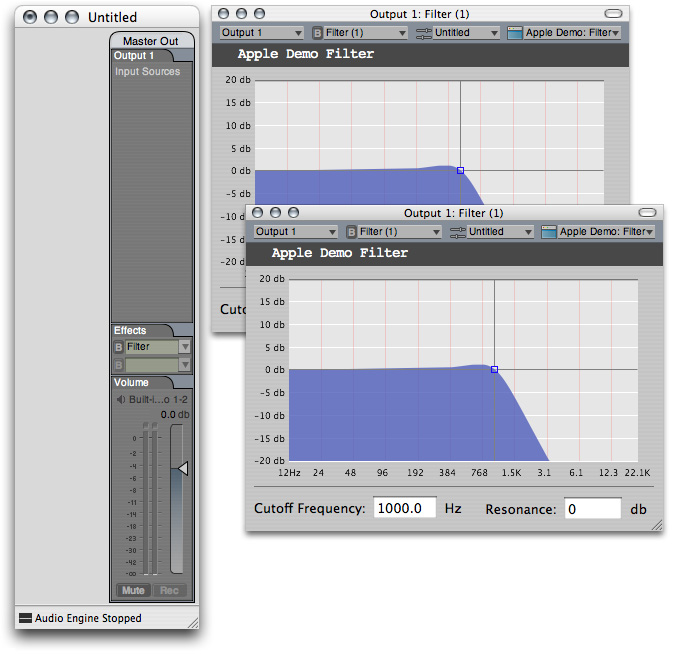 Untitled
Master Out
Output 1
Input Sources
Effects
B Filter
B
Volume
Built-i...o 1-2
0.0 db
0
-2
-4
-6
-9
-12
-18
-23
-30
-42
-∞
Mute Rec
Audio Engine Stopped
Output 1: Filter (1)
Output 1 B Filter (1) Untitled Apple Demo: Filter
Apple Demo Filter
20 db
15 db
10 db
5 db
0 db
-5 db
-10
-15 d
-20
Cuto
Output 1: Filter (1)
Output 1 B Filter (1) Untitled Apple Demo: Filter
Apple Demo Filter
20 db
15 db
10 db
5 db
0 db
-5 db
-10 db
-15 db
-20 db
12Hz 24 48 96 192 384 768 1.5K 3.1 6.1 12.3 22.1K
Cutoff Frequency: 1000.0 Hz Resonance: 0 db